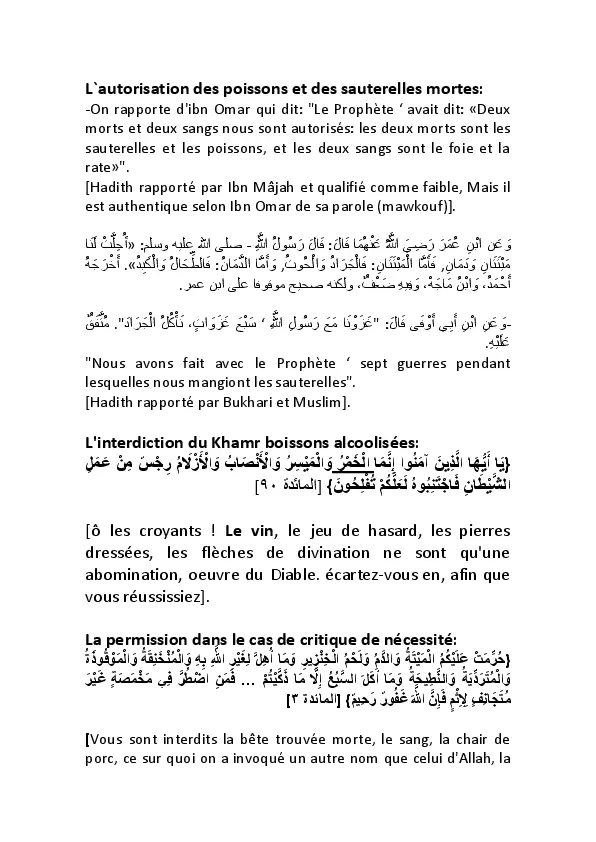 L`autorisation des poissons et des sauterelles mortes:
-On rapporte d'ibn Omar qui dit: "Le Prophète ‘ avait dit: «Deux
morts et deux sangs nous sont autorisés: les deux morts sont les
sauterelles et les poissons, et les deux sangs sont le foie et la
rate»".
[Hadith rapporté par Ibn Mâjah et qualifié comme faible, Mais il
est authentique selon Ibn Omar de sa parole (mawkouf)].
وَعَنِ ابْنِ عُمَرَ رَضِيَ اللَّهُ عَنْهُمَا قَالَ: قَالَ رَسُولُ اللَّهِ - صلى الله عليه وسلم: «أُحِلَّتْ لَنَا
مَيْتَتَانِ وَدَمَانِ, فَأَمَّا الْمَيْتَتَانِ: فَالْجَرَادُ وَالْحُوتُ, وَأَمَّا الدَّمَانُ: فَالطِّحَالُ وَالْكَبِدُ». أَخْرَجَهُ
أَحْمَدُ، وَابْنُ مَاجَهْ، وَفِيهِ ضَعْفٌ، ولكنه صحيح موقوفا على ابن عمر.
-وَعَنِ ابْنِ أَبِي أَوْفَى قَالَ: "غَزَوْنَا مَعَ رَسُولِ اللَّهِ ‘ سَبْعَ غَزَوَاتٍ، نَأْكُلُ الْجَرَادَ". مُتَّفَقٌ
عَلَيْهِ.
"Nous avons fait avec le Prophète ‘ sept guerres pendant
lesquelles nous mangiont les sauterelles".
[Hadith rapporté par Bukhari et Muslim].
L'interdiction du Khamr boissons alcoolisées:
{يَا أَيُّهَا الَّذِينَ آمَنُوا إِنَّمَا الْخَمْرُ وَالْمَيْسِرُ وَالْأَنْصَابُ وَالْأَزْلَامُ رِجْسٌ مِنْ عَمَلِ
الشَّيْطَانِ فَاجْتَنِبُوهُ لَعَلَّكُمْ تُفْلِحُونَ} [المائدة ٩٠]
[ô les croyants ! Le vin, le jeu de hasard, les pierres
dressées, les flèches de divination ne sont qu'une
abomination, oeuvre du Diable. écartez-vous en, afin que
vous réussissiez].
La permission dans le cas de critique de nécessité:
{حُرِّمَتْ عَلَيْكُمُ الْمَيْتَةُ وَالدَّمُ وَلَحْمُ الْخِنْزِيرِ وَمَا أُهِلَّ لِغَيْرِ اللَّهِ بِهِ وَالْمُنْخَنِقَةُ وَالْمَوْقُوذَةُ
وَالْمُتَرَدِّيَةُ وَالنَّطِيحَةُ وَمَا أَكَلَ السَّبُعُ إِلَّا مَا ذَكَّيْتُمْ ... فَمَنِ اضْطُرَّ فِي مَخْمَصَةٍ غَيْرَ
مُتَجَانِفٍ لِإِثْمٍ فَإِنَّ اللَّهَ غَفُورٌ رَحِيمٌ} [المائدة ٣]
[Vous sont interdits la bête trouvée morte, le sang, la chair de
porc, ce sur quoi on a invoqué un autre nom que celui d'Allah, la